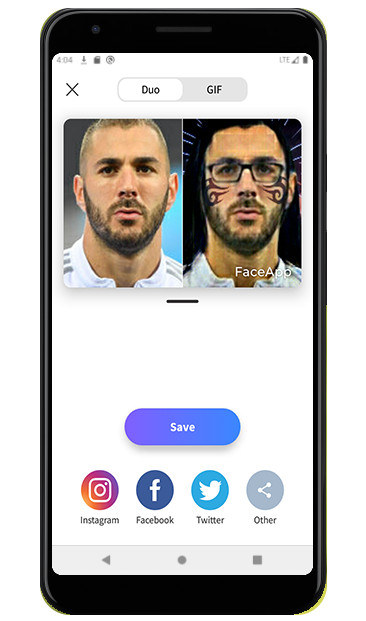 4:04
LTE
Duo
GIF
FaceApp
Save
Instagram
Facebook
Twitter
Other